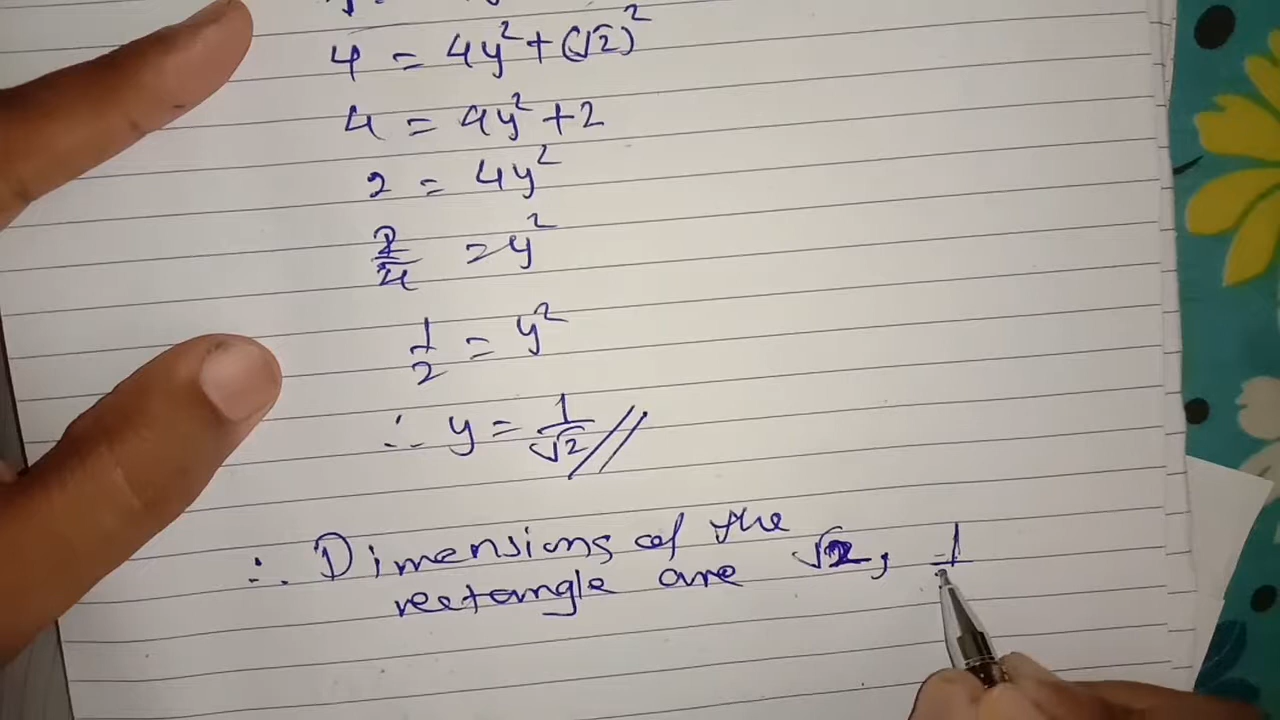 4 = 4y² + (√2)²
4 = 4y² + 2
2 = 4y²
2/4 = y²
1/2 = y²
∴ y = 1/√2 //
∴ Dimensions of the
rectangle are √2, 1